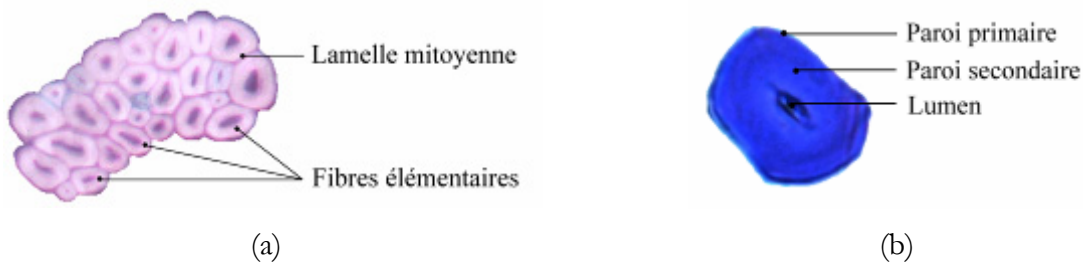 Lamelle mitoyenne
Fibres élémentaires
(a)
Paroi primaire
Paroi secondaire
Lumen
(b)